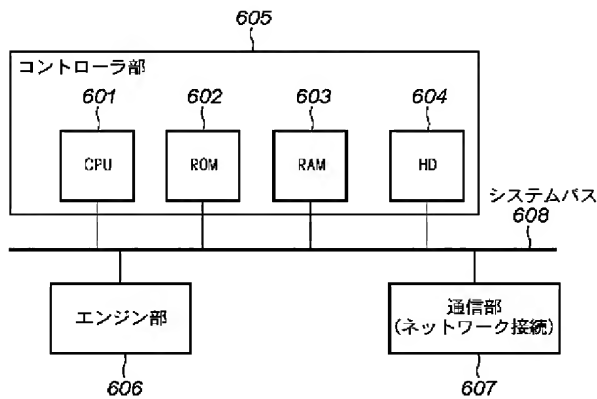 605
コントローラ部
601
602
603
604
CPU
ROM
RAM
HD
システムバス
608
エンジン部
通信部
(ネットワーク接続)
606
607